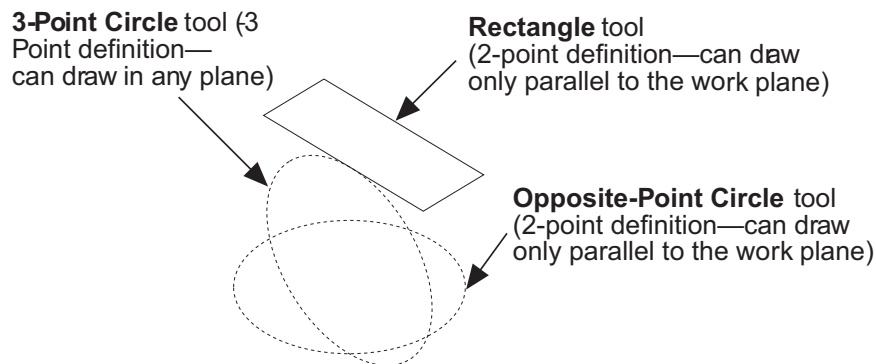 3-Point Circle tool (-3
Point definition—
can draw in any plane)
Rectangle tool
(2-point definition—can draw
only parallel to the work plane)
Opposite-Point Circle tool
(2-point definition—can draw
only parallel to the work plane)